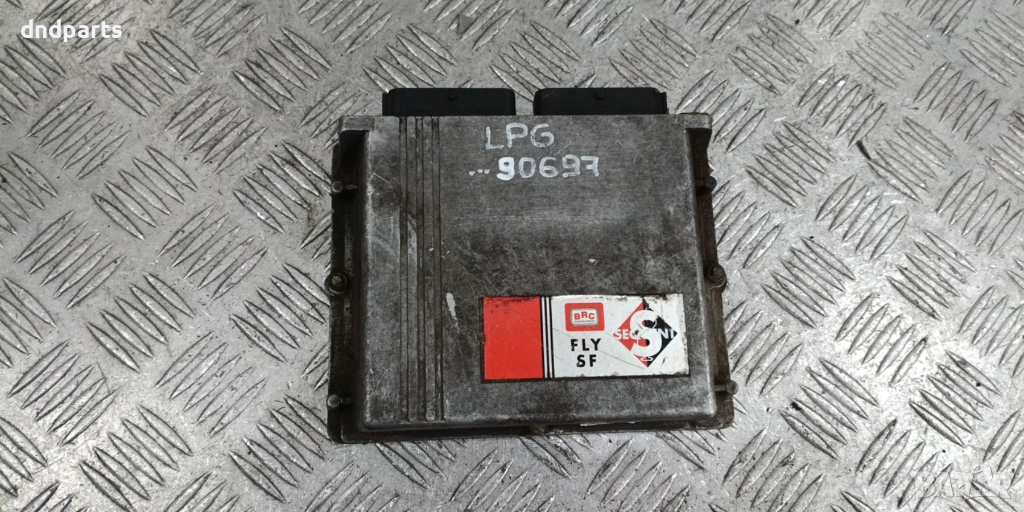 dndparts
LPG
...90697
BRC
FLY
SF
S